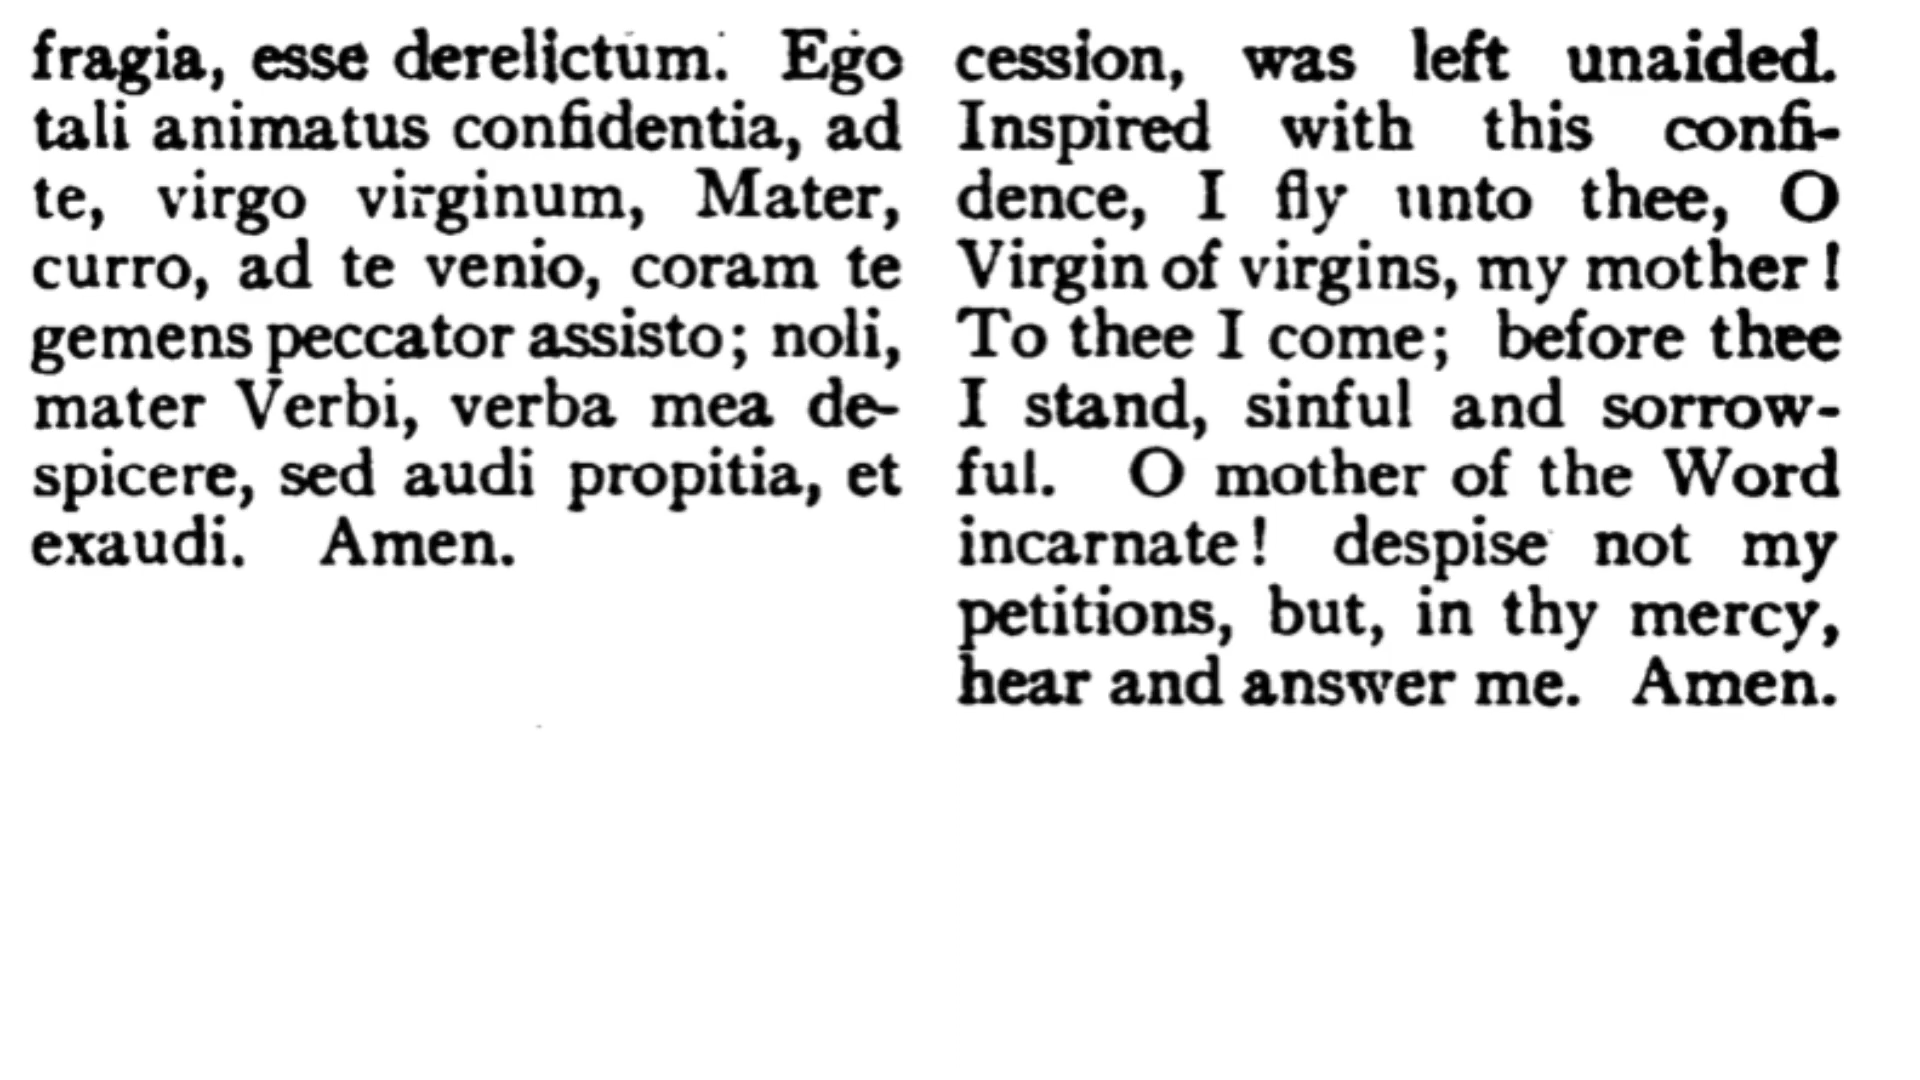 fragia, esse derelictum. Ego
tali animatus confidentia, ad
te, virgo virginum, Mater,
curro, ad te venio, coram te
gemens peccator assisto; noli,
mater Verbi, verba mea de-
spicere, sed audi propitia, et
exaudi. Amen.
cession, was left unaided.
Inspired with this confi-
dence, I fly unto thee, O
Virgin of virgins, my mother!
To thee I come; before thee
I stand, sinful and sorrow-
ful. O mother of the Word
incarnate! despise not my
petitions, but, in thy mercy,
hear and answer me. Amen.